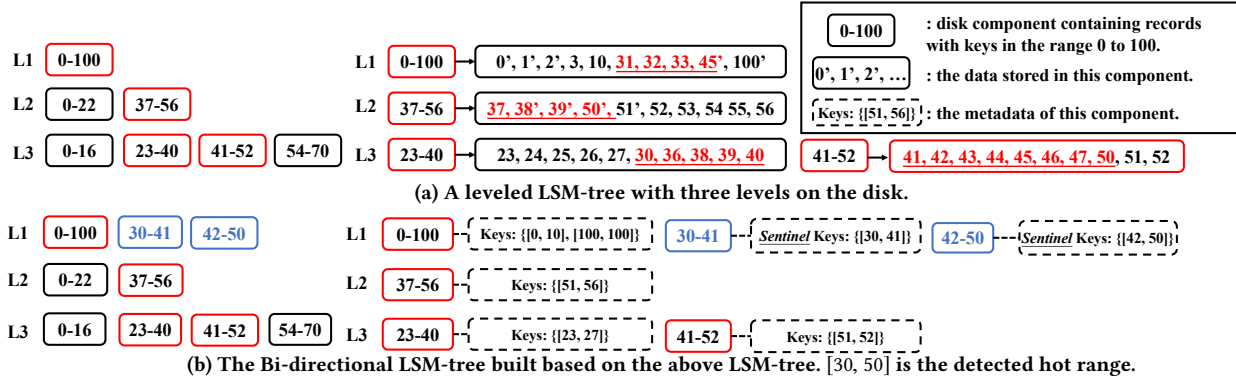 L1 0-100
L2 0-22 37-56
L3 0-16 23-40 41-52 54-70
L1 0-100 0’, 1’, 2’, 3, 10, 31, 32, 33, 45’, 100’
L2 37-56 37, 38’, 39’, 50’, 51’, 52, 53, 54 55, 56
L3 23-40 23, 24, 25, 26, 27, 30, 36, 38, 39, 40 41-52 41, 42, 43, 44, 45, 46, 47, 50, 51, 52
0-100 : disk component containing records
with keys in the range 0 to 100.
0’, 1’, 2’, … : the data stored in this component.
Keys: {[51, 56]} : the metadata of this component.
(a) A leveled LSM-tree with three levels on the disk.
L1 0-100 30-41 42-50
L2 0-22 37-56
L3 0-16 23-40 41-52 54-70
L1 0-100 Keys: {[0, 10], [100, 100]} 30-41 Sentinel Keys: {[30, 41]} 42-50 Sentinel Keys: {[42, 50]}
L2 37-56 Keys: {[51, 56]}
L3 23-40 Keys: {[23, 27]} 41-52 Keys: {[51, 52]}
(b) The Bi-directional LSM-tree built based on the above LSM-tree. [30, 50] is the detected hot range.